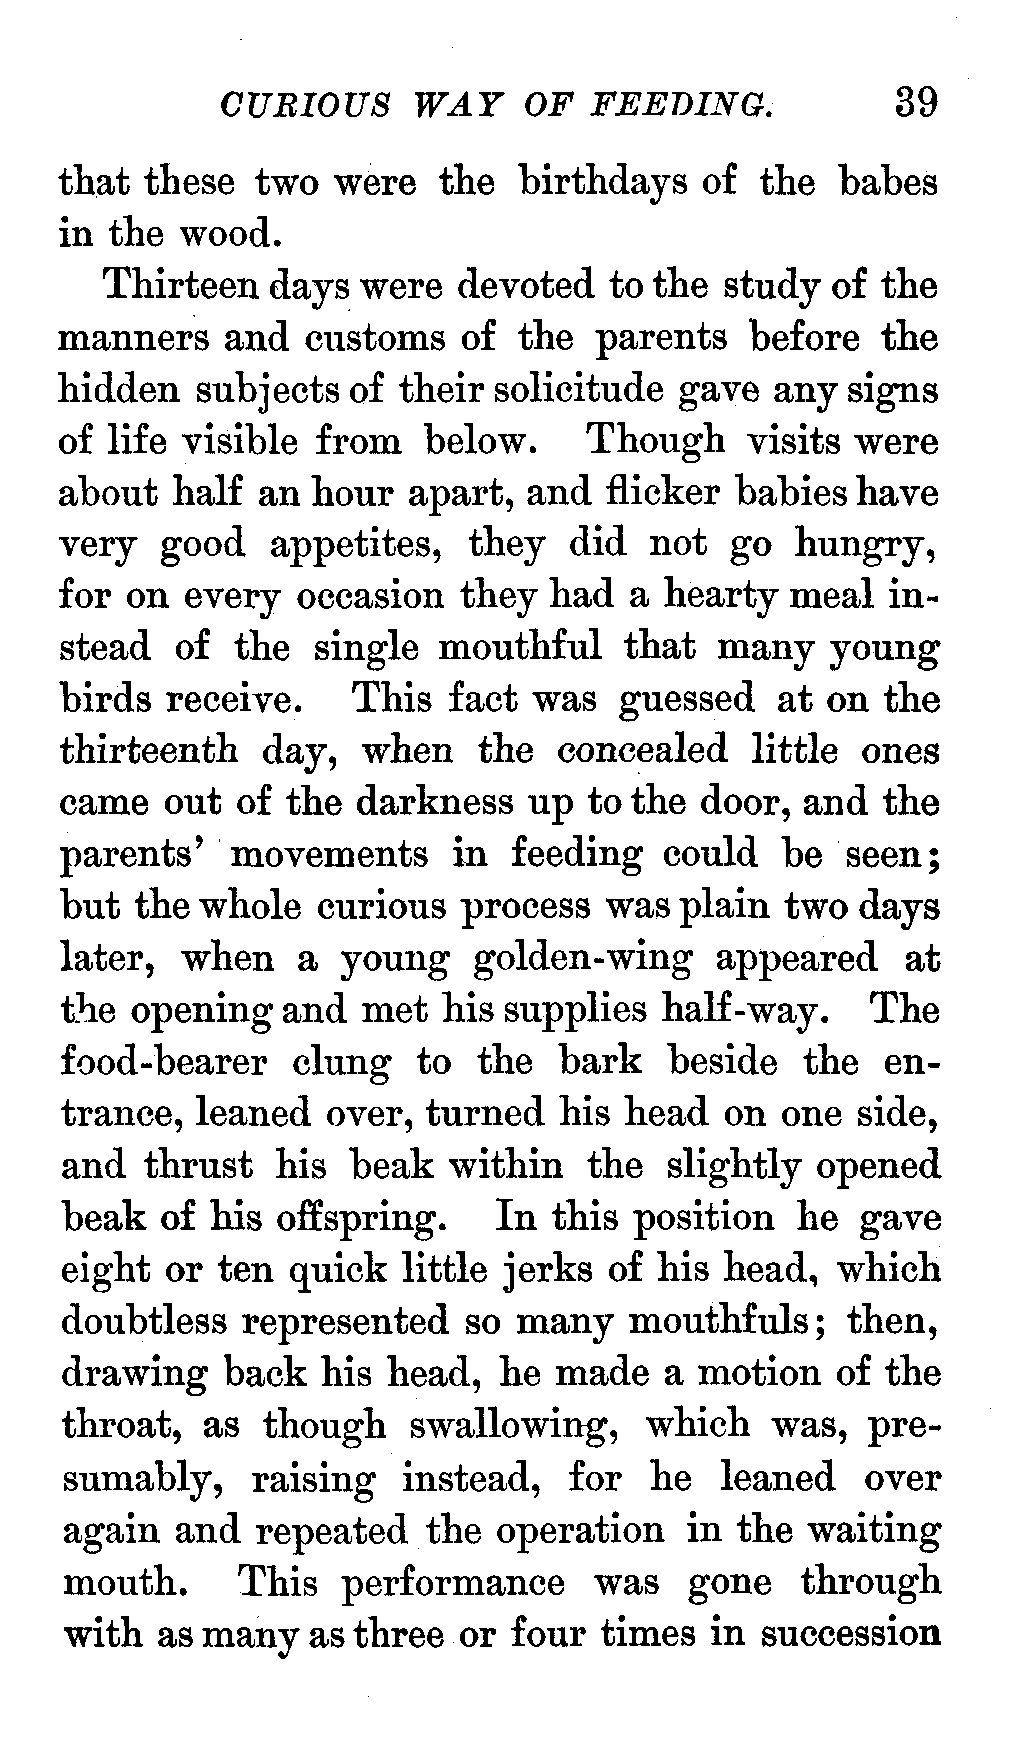 CURIOUS WAY OF FEEDING. 39
that these two were the birthdays of the babes
in the wood.
Thirteen days were devoted to the study of the
manners and customs of the parents before the
hidden subjects of their solicitude gave any signs
of life visible from below. Though visits were
about half an hour apart, and flicker babies have
very good appetites, they did not go hungry,
for on every occasion they had a hearty meal in-
stead of the single mouthful that many young
birds receive. This fact was guessed at on the
thirteenth day, when the concealed little ones
came out of the darkness up to the door, and the
parents' movements in feeding could be seen;
but the whole curious process was plain two days
later, when a young golden-wing appeared at
the opening and met his supplies half-way. The
food-bearer clung to the bark beside the en-
trance, leaned over, turned his head on one side,
and thrust his beak within the slightly opened
beak of his offspring. In this position he gave
eight or ten quick little jerks of his head, which
doubtless represented so many mouthfuls; then,
drawing back his head, he made a motion of the
throat, as though swallowing, which was, pre-
sumably, raising instead, for he leaned over
again and repeated the operation in the waiting
mouth. This performance was gone through
with as many as three or four times in succession